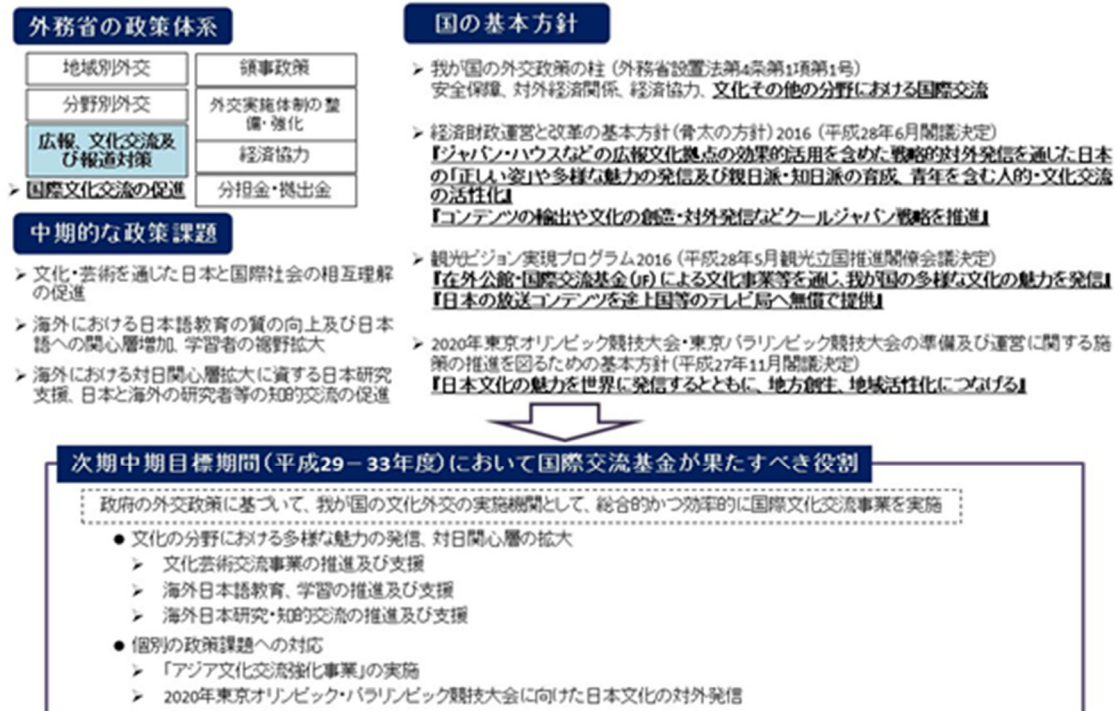 外務省の政策体系
地域別外交
分野別外交
広報、文化交流及
び報道対策
➢ 国際文化交流の促進
領事政策
外交実施体制の整
備・強化
経済協力
分担金・拠出金
中期的な政策課題
➢ 文化・芸術を通じた日本と国際社会の相互理解
の促進
➢ 海外における日本語教育の質の向上及び日本
語への関心層増加、学習者の裾野拡大
➢ 海外における対日関心層拡大に資する日本研究
支援、日本と海外の研究者等の知的交流の促進
国の基本方針
➢ 我が国の外交政策の柱（外務省設置法第4条第1項第1号）
安全保障、対外経済関係、経済協力、文化その他の分野における国際交流
➢ 経済財政運営と改革の基本方針（骨太の方針）2016（平成28年6月閣議決定）
『ジャパン・ハウスなどの広報文化拠点の効果的活用を含めた戦略的対外発信を通じた日本
の「正しい姿」や多様な魅力の発信及び親日派・知日派の育成、青年を含む人的・文化交流
の活性化』
『コンテンツの輸出や文化の創造・対外発信などクールジャパン戦略を推進』
➢ 観光ビジョン実現プログラム2016（平成28年5月観光立国推進閣僚会議決定）
『在外公館・国際交流基金（JF）による文化事業等を通じ、我が国の多様な文化の魅力を発信』
『日本の放送コンテンツを途上国等のテレビ局へ無償で提供』
➢ 2020年東京オリンピック競技大会・東京パラリンピック競技大会の準備及び運営に関する施
策の推進を図るための基本方針（平成27年11月閣議決定）
『日本文化の魅力を世界に発信するとともに、地方創生、地域活性化につなげる』
次期中期目標期間（平成29－33年度）において国際交流基金が果たすべき役割
政府の外交政策に基づいて、我が国の文化外交の実施機関として、総合的かつ効率的に国際文化交流事業を実施
● 文化の分野における多様な魅力の発信、対日関心層の拡大
➢ 文化芸術交流事業の推進及び支援
➢ 海外日本語教育、学習の推進及び支援
➢ 海外日本研究・知的交流の推進及び支援
● 個別の政策課題への対応
➢ 「アジア文化交流強化事業」の実施
➢ 2020年東京オリンピック・パラリンピック競技大会に向けた日本文化の対外発信